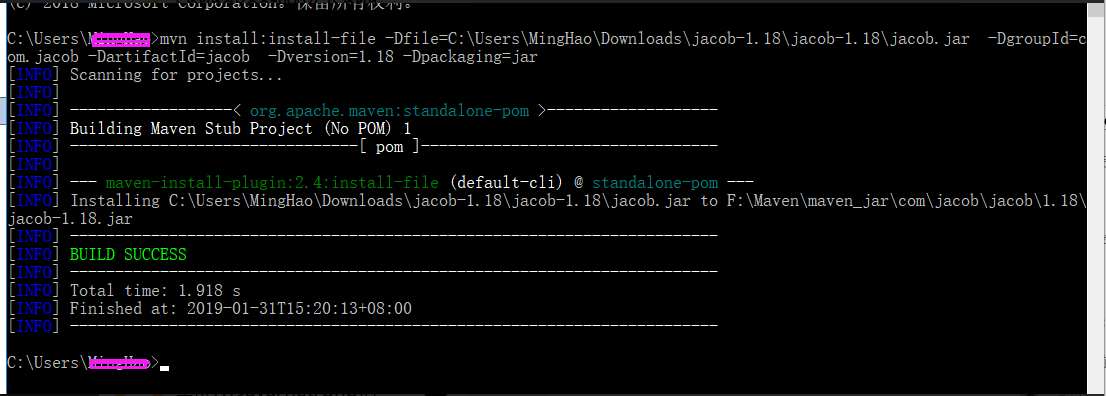 (c) 2018 Microsoft Corporation。保留所有权利。
C:\Users\>mvn install:install-file -Dfile=C:\Users\MingHao\Downloads\jacob-1.18\jacob-1.18\jacob.jar  -DgroupId=c
om.jacob -DartifactId=jacob  -Dversion=1.18 -Dpackaging=jar
[INFO] Scanning for projects...
[INFO]
[INFO] ------------------< org.apache.maven:standalone-pom >-------------------
[INFO] Building Maven Stub Project (No POM) 1
[INFO] --------------------------------[ pom ]---------------------------------
[INFO]
[INFO] --- maven-install-plugin:2.4:install-file (default-cli) @ standalone-pom ---
[INFO] Installing C:\Users\MingHao\Downloads\jacob-1.18\jacob-1.18\jacob.jar to F:\Maven\maven_jar\com\jacob\jacob\1.18\
jacob-1.18.jar
[INFO] ------------------------------------------------------------------------
[INFO] BUILD SUCCESS
[INFO] ------------------------------------------------------------------------
[INFO] Total time: 1.918 s
[INFO] Finished at: 2019-01-31T15:20:13+08:00
[INFO] ------------------------------------------------------------------------
C:\Users\>